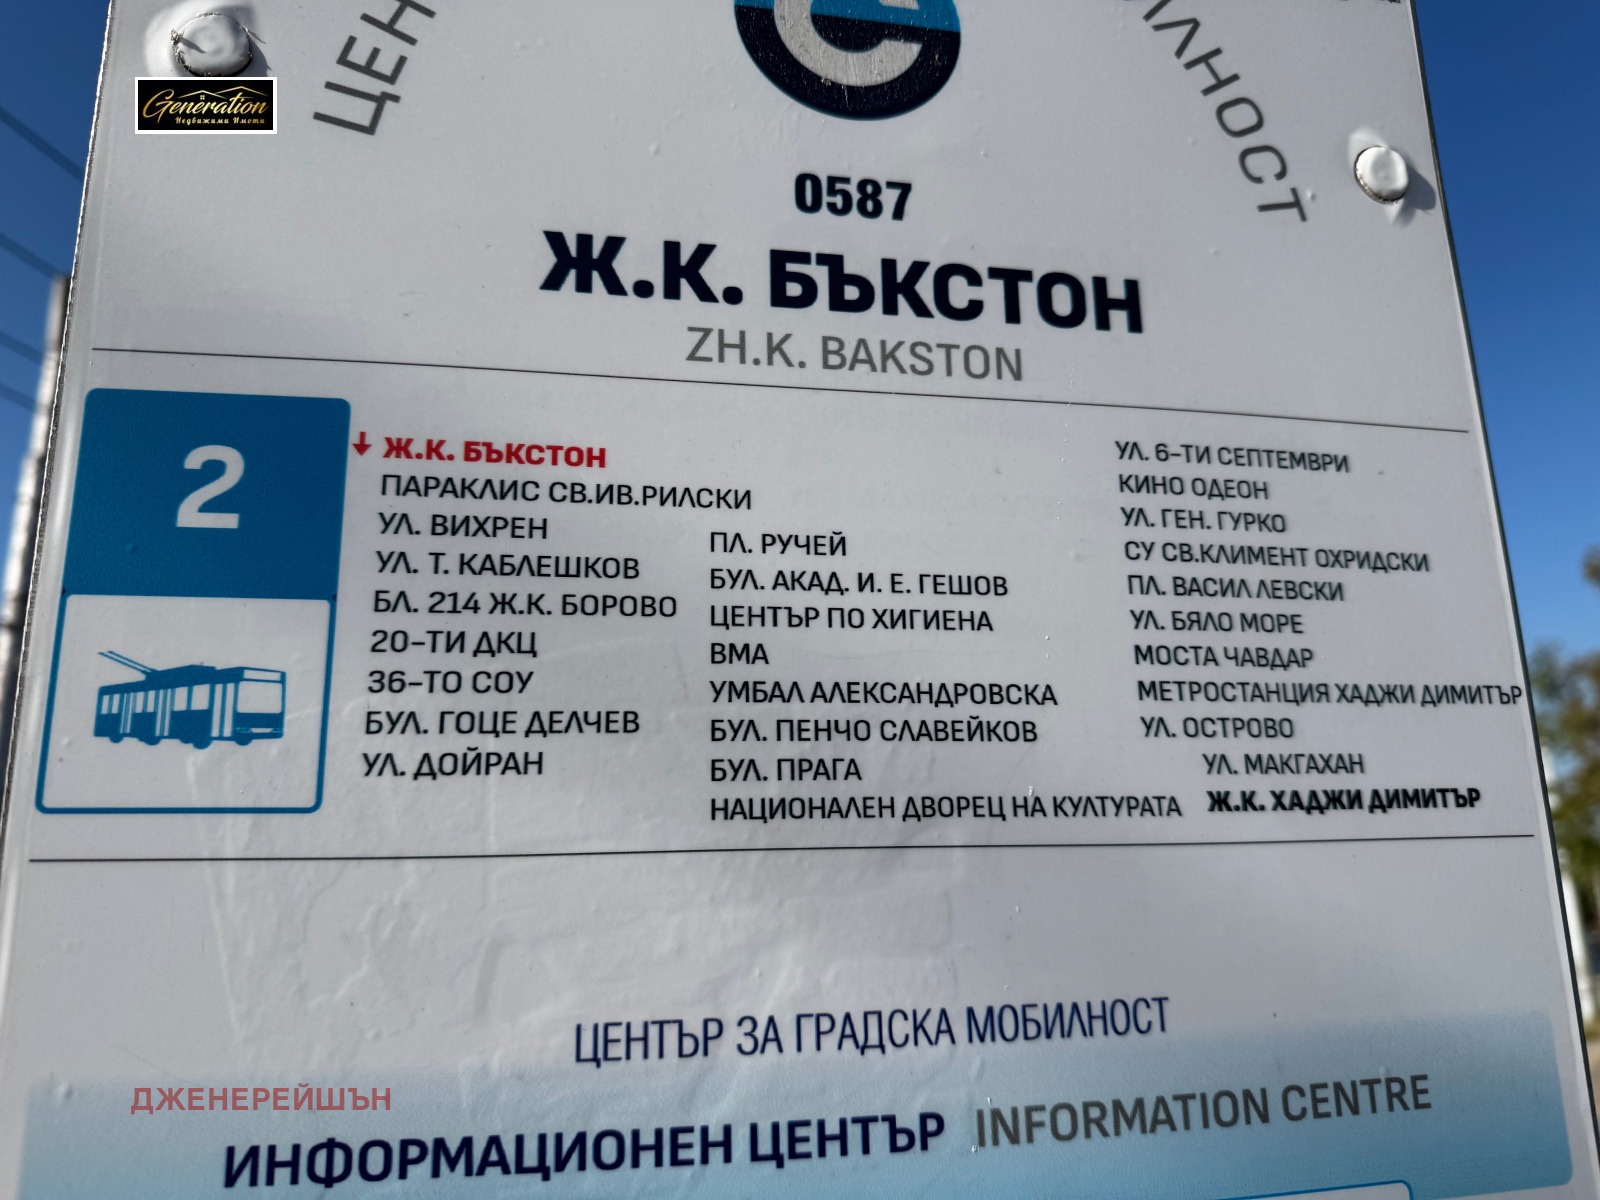 Generation
Недвижими Имоти
0587
Ж.К. БЪКСТОН
ZH.K. BAKSTON
2
Ж.К. БЪКСТОН
ПАРАКЛИС СВ.ИВ.РИЛСКИ
УЛ. ВИХРЕН
УЛ. Т. КАБЛЕШКОВ
БЛ. 214 Ж.К. БОРОВО
20-ТИ ДКЦ
36-ТО СОУ
БУЛ. ГОЦЕ ДЕЛЧЕВ
УЛ. ДОЙРАН
ПЛ. РУЧЕЙ
БУЛ. АКАД. И. Е. ГЕШОВ
ЦЕНТЪР ПО ХИГИЕНА
ВМА
УМБАЛ АЛЕКСАНДРОВСКА
БУЛ. ПЕНЧО СЛАВЕЙКОВ
БУЛ. ПРАГА
НАЦИОНАЛЕН ДВОРЕЦ НА КУЛТУРАТА
УЛ. 6-ТИ СЕПТЕМВРИ
КИНО ОДЕОН
УЛ. ГЕН. ГУРКО
СУ СВ.КЛИМЕНТ ОХРИДСКИ
ПЛ. ВАСИЛ ЛЕВСКИ
УЛ. БЯЛО МОРЕ
МОСТА ЧАВДАР
МЕТРОСТАНЦИЯ ХАДЖИ ДИМИТЪР
УЛ. ОСТРОВО
УЛ. МАКГАХАН
Ж.К. ХАДЖИ ДИМИТЪР
ЦЕНТЪР ЗА ГРАДСКА МОБИЛНОСТ
ДЖЕНЕРЕЙШЪН
ИНФОРМАЦИОНЕН ЦЕНТЪР INFORMATION CENTRE